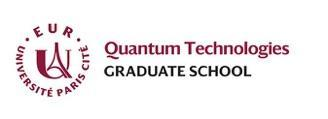 · EUR ·
UNIVERSITÉ PARIS CITÉ
Quantum Technologies
GRADUATE SCHOOL